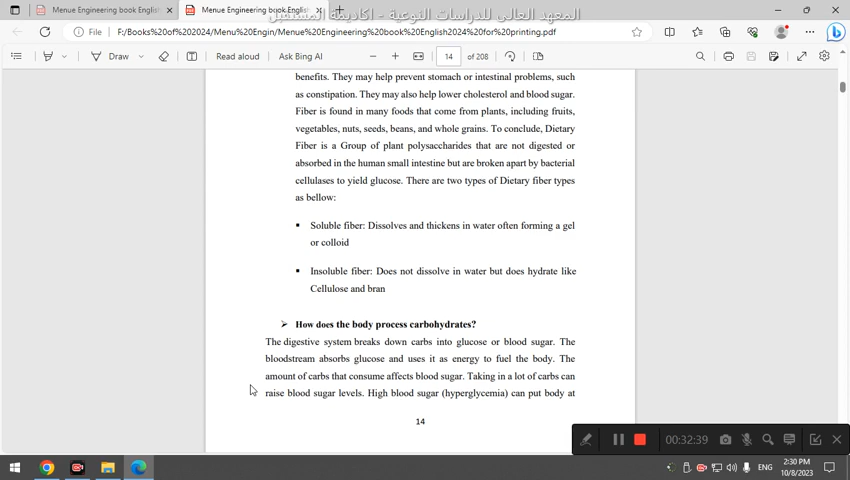 المعهد العالي للدراسات النوعية - اكاديمة المستقبل
Menue Engineering book English
Menue Engineering book English
File
F:/Books of 2024/Menu Engin/Menue Engineering book English2024 for printing.pdf
Draw
Read aloud
Ask Bing AI
14
of 208
benefits. They may help prevent stomach or intestinal problems, such
as constipation. They may also help lower cholesterol and blood sugar.
Fiber is found in many foods that come from plants, including fruits,
vegetables, nuts, seeds, beans, and whole grains. To conclude, Dietary
Fiber is a Group of plant polysaccharides that are not digested or
absorbed in the human small intestine but are broken apart by bacterial
cellulases to yield glucose. There are two types of Dietary fiber types
as bellow:
▪ Soluble fiber: Dissolves and thickens in water often forming a gel
or colloid
▪ Insoluble fiber: Does not dissolve in water but does hydrate like
Cellulose and bran
➢ How does the body process carbohydrates?
The digestive system breaks down carbs into glucose or blood sugar. The
bloodstream absorbs glucose and uses it as energy to fuel the body. The
amount of carbs that consume affects blood sugar. Taking in a lot of carbs can
raise blood sugar levels. High blood sugar (hyperglycemia) can put body at
14
00:32:39
ENG
2:30 PM
10/8/2023